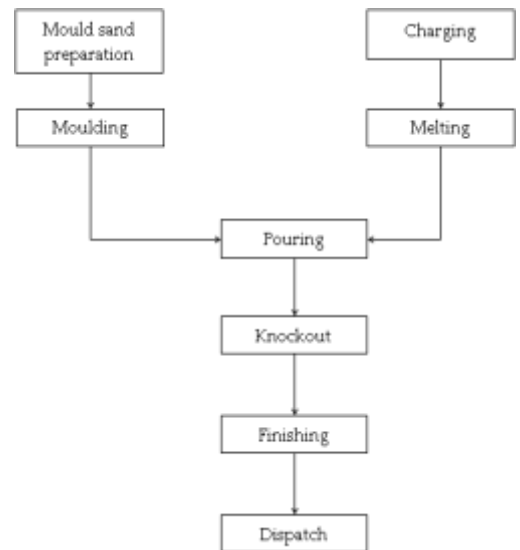 Mould sand
preparation
Charging
Moulding
Melting
Pouring
Knockout
Finishing
Dispatch